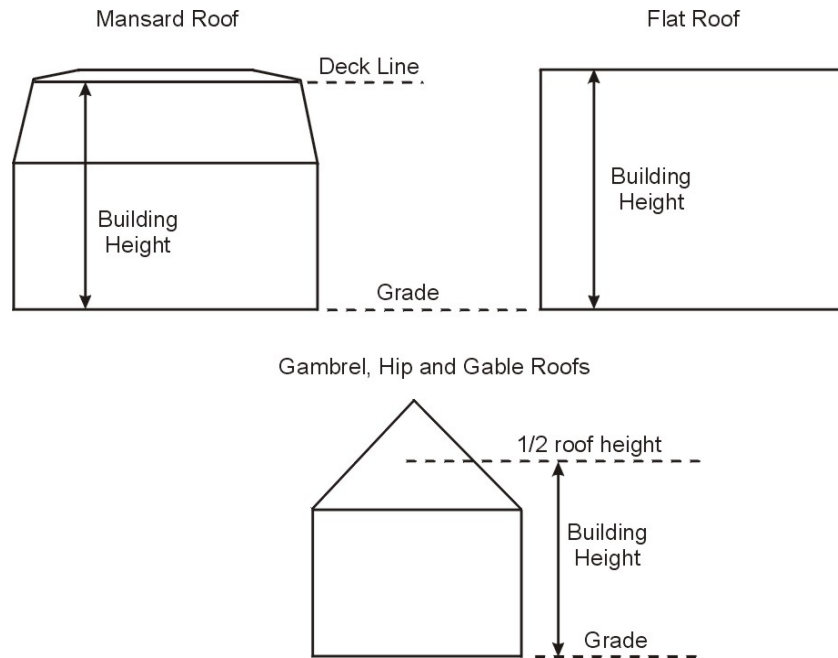 Mansard Roof
Flat Roof
Deck Line
Building
Height
Building
Height
Grade
Gambrel, Hip and Gable Roofs
1/2 roof height
Building
Height
Grade